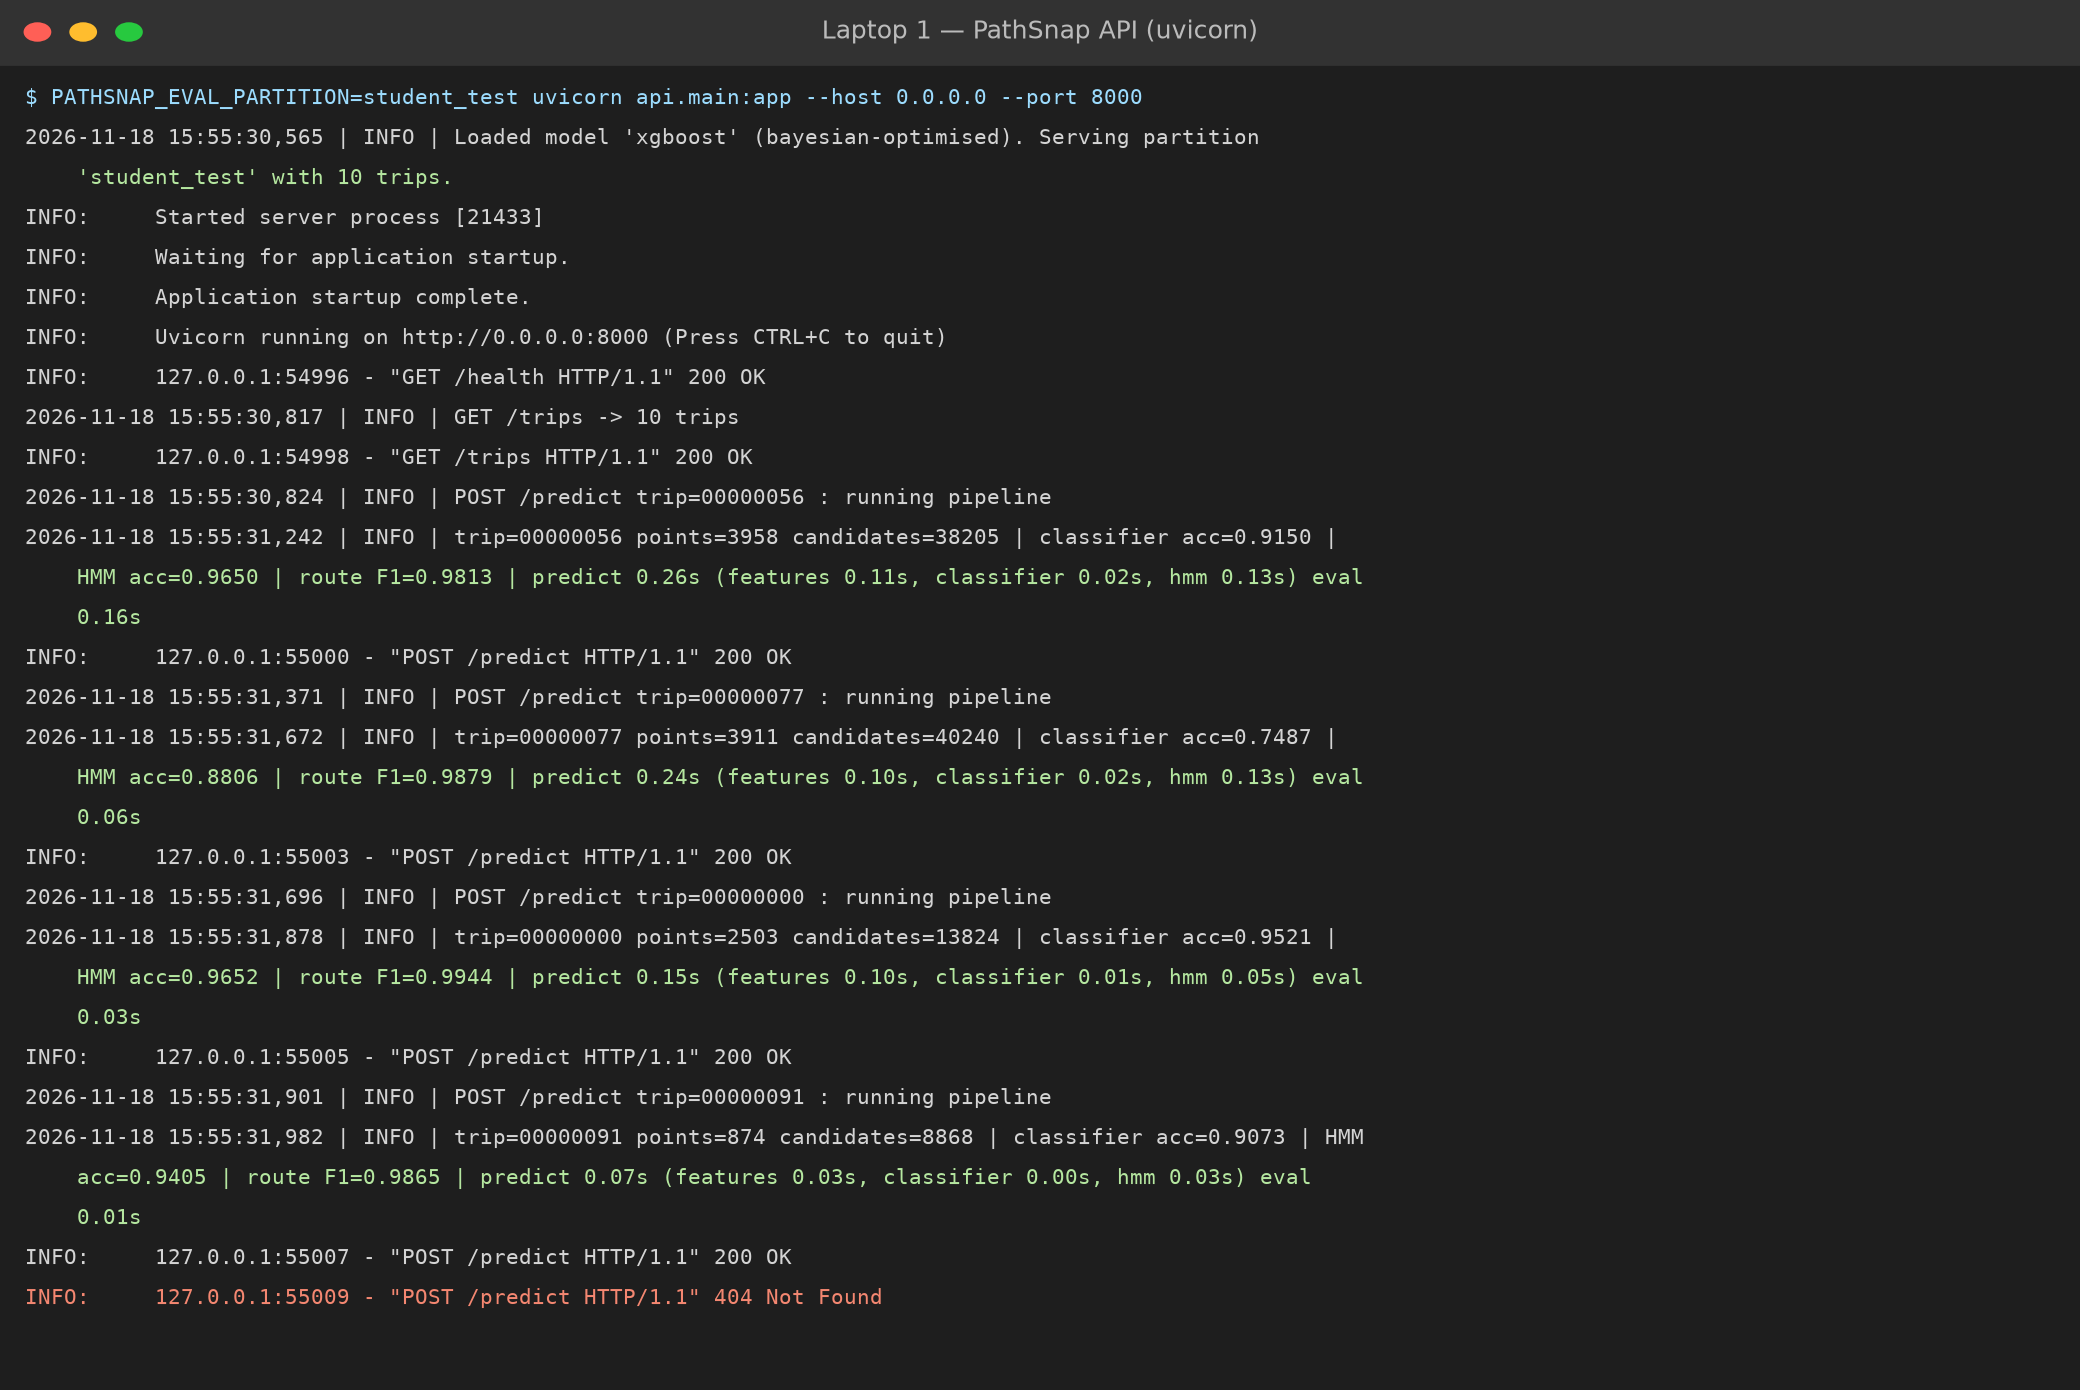 Laptop 1 — PathSnap API (uvicorn)
$ PATHSNAP_EVAL_PARTITION=student_test uvicorn api.main:app --host 0.0.0.0 --port 8000
2026-11-18 15:55:30,565 | INFO | Loaded model 'xgboost' (bayesian-optimised). Serving partition
'student_test' with 10 trips.
INFO:     Started server process [21433]
INFO:     Waiting for application startup.
INFO:     Application startup complete.
INFO:     Uvicorn running on http://0.0.0.0:8000 (Press CTRL+C to quit)
INFO:     127.0.0.1:54996 - "GET /health HTTP/1.1" 200 OK
2026-11-18 15:55:30,817 | INFO | GET /trips -> 10 trips
INFO:     127.0.0.1:54998 - "GET /trips HTTP/1.1" 200 OK
2026-11-18 15:55:30,824 | INFO | POST /predict trip=00000056 : running pipeline
2026-11-18 15:55:31,242 | INFO | trip=00000056 points=3958 candidates=38205 | classifier acc=0.9150 |
HMM acc=0.9650 | route F1=0.9813 | predict 0.26s (features 0.11s, classifier 0.02s, hmm 0.13s) eval
0.16s
INFO:     127.0.0.1:55000 - "POST /predict HTTP/1.1" 200 OK
2026-11-18 15:55:31,371 | INFO | POST /predict trip=00000077 : running pipeline
2026-11-18 15:55:31,672 | INFO | trip=00000077 points=3911 candidates=40240 | classifier acc=0.7487 |
HMM acc=0.8806 | route F1=0.9879 | predict 0.24s (features 0.10s, classifier 0.02s, hmm 0.13s) eval
0.06s
INFO:     127.0.0.1:55003 - "POST /predict HTTP/1.1" 200 OK
2026-11-18 15:55:31,696 | INFO | POST /predict trip=00000000 : running pipeline
2026-11-18 15:55:31,878 | INFO | trip=00000000 points=2503 candidates=13824 | classifier acc=0.9521 |
HMM acc=0.9652 | route F1=0.9944 | predict 0.15s (features 0.10s, classifier 0.01s, hmm 0.05s) eval
0.03s
INFO:     127.0.0.1:55005 - "POST /predict HTTP/1.1" 200 OK
2026-11-18 15:55:31,901 | INFO | POST /predict trip=00000091 : running pipeline
2026-11-18 15:55:31,982 | INFO | trip=00000091 points=874 candidates=8868 | classifier acc=0.9073 | HMM
acc=0.9405 | route F1=0.9865 | predict 0.07s (features 0.03s, classifier 0.00s, hmm 0.03s) eval
0.01s
INFO:     127.0.0.1:55007 - "POST /predict HTTP/1.1" 200 OK
INFO:     127.0.0.1:55009 - "POST /predict HTTP/1.1" 404 Not Found